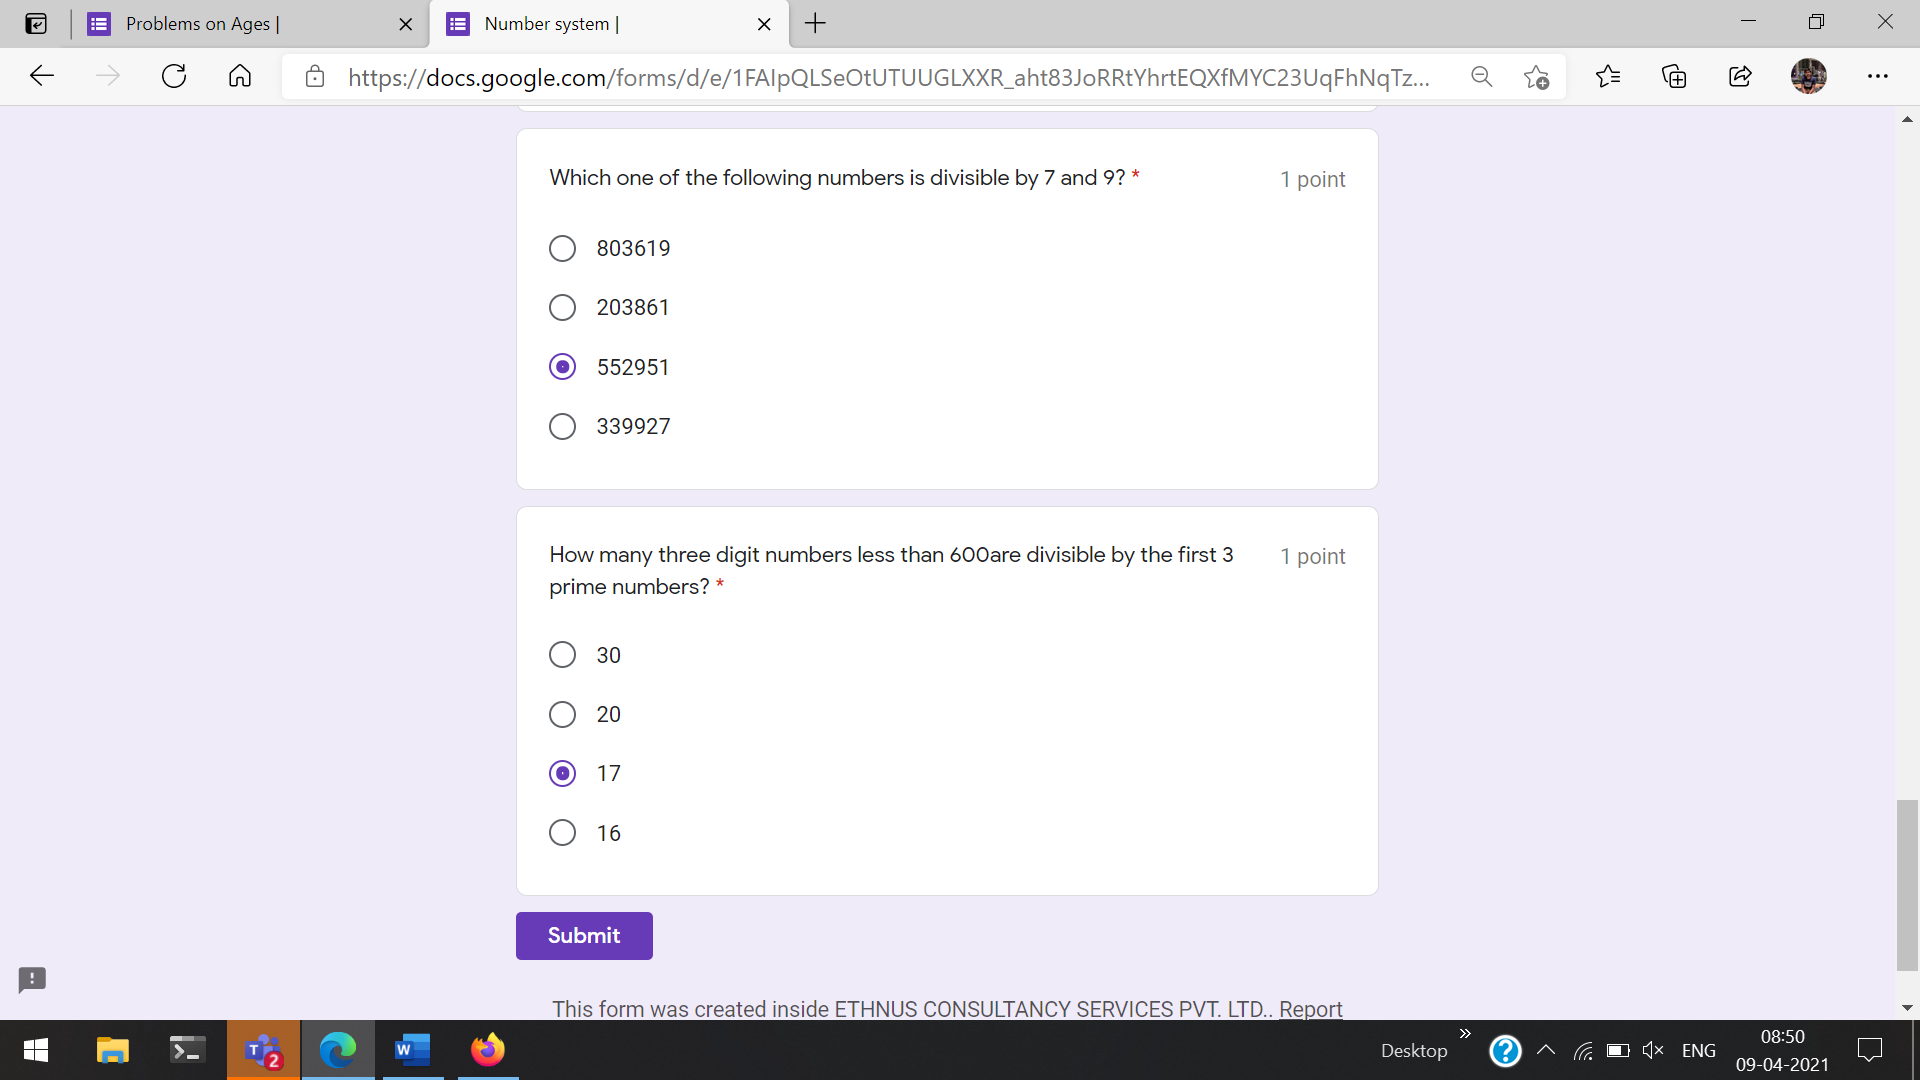 Problems on Ages |
Number system |
https://docs.google.com/forms/d/e/1FAIpQLSeOtUTUUGLXXR_aht83JoRRtYhrtEQXfMYC23UqFhNqTz...
Which one of the following numbers is divisible by 7 and 9? *
1 point
803619
203861
552951
339927
How many three digit numbers less than 600are divisible by the first 3
prime numbers? *
1 point
30
20
17
16
Submit
This form was created inside ETHNUS CONSULTANCY SERVICES PVT. LTD.. Report
T 2
W
Desktop
ENG
08:50
09-04-2021